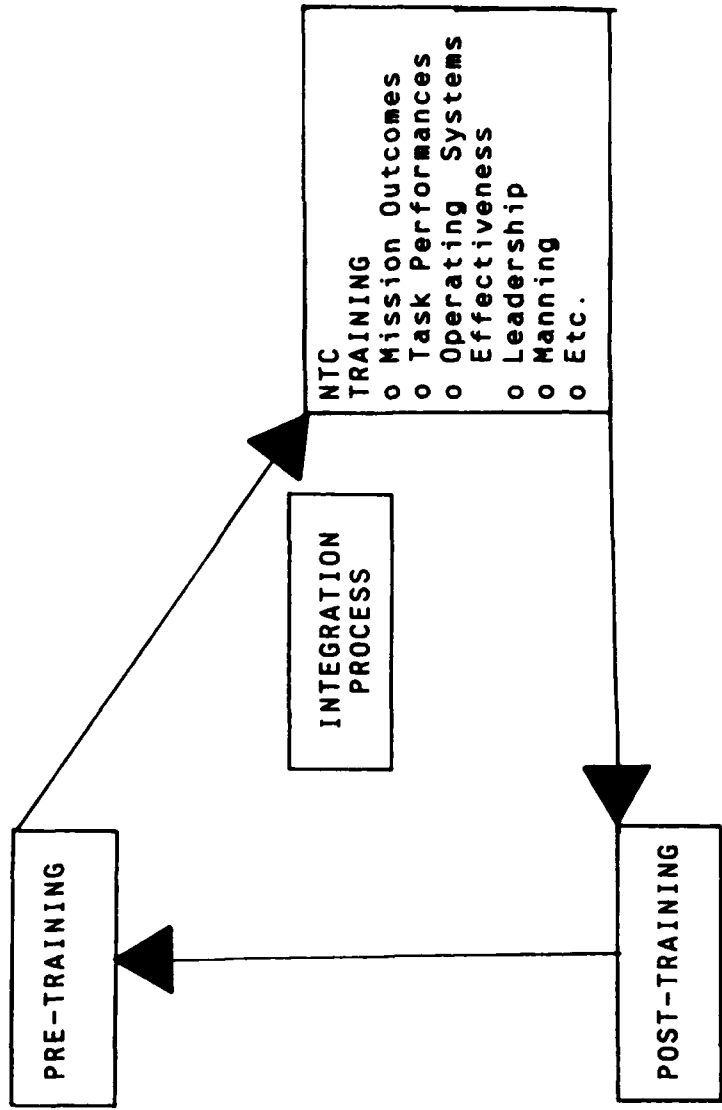 PRE-TRAINING
NTC
TRAINING
o Mission Outcomes
o Task Performances
o Operating Systems
Effectiveness
o Leadership
o Manning
o Etc.
INTEGRATION
PROCESS
POST-TRAINING